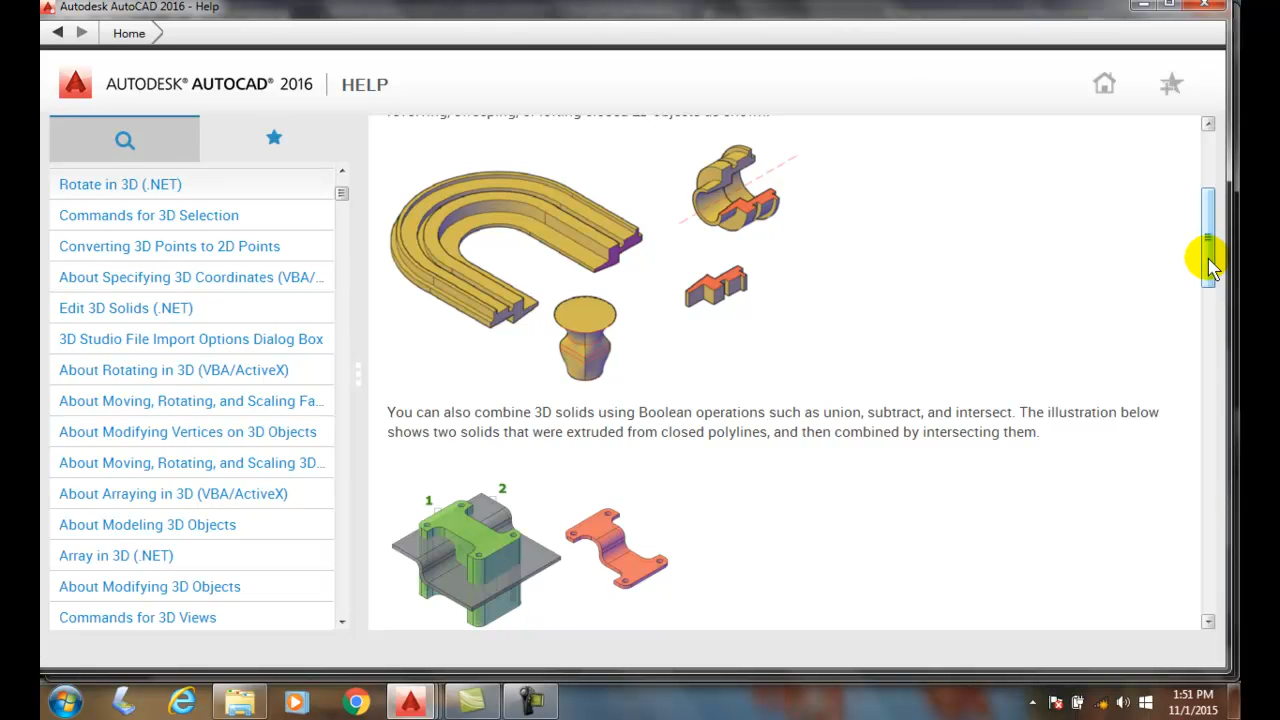 Autodesk AutoCAD 2016 - Help
Home
AUTODESK® AUTOCAD® 2016 HELP
Rotate in 3D (.NET)
Commands for 3D Selection
Converting 3D Points to 2D Points
About Specifying 3D Coordinates (VBA/...
Edit 3D Solids (.NET)
3D Studio File Import Options Dialog Box
About Rotating in 3D (VBA/ActiveX)
About Moving, Rotating, and Scaling Fa...
About Modifying Vertices on 3D Objects
About Moving, Rotating, and Scaling 3D...
About Arraying in 3D (VBA/ActiveX)
About Modeling 3D Objects
Array in 3D (.NET)
About Modifying 3D Objects
Commands for 3D Views
You can also combine 3D solids using Boolean operations such as union, subtract, and intersect. The illustration below
shows two solids that were extruded from closed polylines, and then combined by intersecting them.
1
2
1:51 PM
11/1/2015